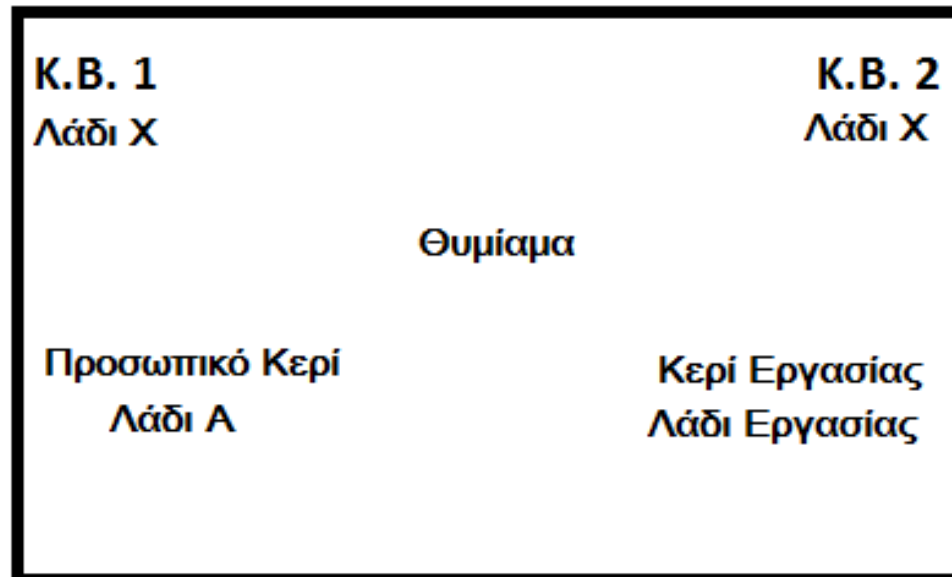 Κ.Β. 1
Κ.Β. 2
Λάδι Χ
Λάδι Χ
Θυμίαμα
Προσωπικό Κερί
Κερί Εργασίας
Λάδι Α
Λάδι Εργασίας